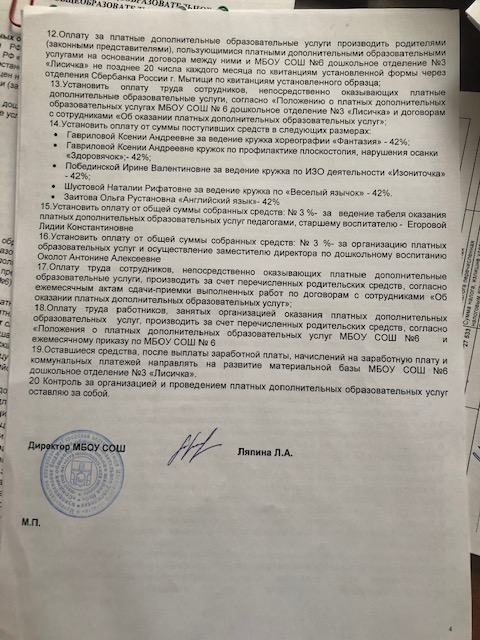 12.Оплату за платные дополнительные образовательные услуги производить родителями
(законными представителями), пользующимися платными дополнительными образовательными
услугами на основании договора между ними и МБОУ СОШ №6 дошкольное отделение №3
«Лисичка» не позднее 20 числа каждого месяца по квитанциям установленной формы через
отделения Сбербанка России г. Мытищи по квитанциям установленного образца;
13.Установить оплату труда сотрудников, непосредственно оказывающих платные
дополнительные образовательные услуги, согласно «Положению о платных дополнительных
образовательных услугах МБОУ СОШ № 6 дошкольное отделение №3 «Лисичка» и договорам
с сотрудниками «Об оказании платных дополнительных образовательных услуг»;
14.Установить оплату от суммы поступивших средств в следующих размерах:
• Гавриловой Ксении Андреевне за ведение кружка хореографии «Фантазия» - 42%;
• Гавриловой Ксении Андреевне кружок по профилактике плоскостопия, нарушения осанки
«Здоровячок»;- 42%;
• Побединской Ирине Валентиновне за ведение кружка по ИЗО деятельности «Изониточка»
- 42%;
• Шустовой Наталии Рифатовне за ведение кружка по «Веселый язычок» - 42%.
• Заитова Ольга Рустановна «Английский язык»- 42%
15.Установить оплату от общей суммы собранных средств: № 3 %- за ведение табеля оказания
платных дополнительных образовательных услуг педагогами, старшему воспитателю - Егоровой
Лидии Константиновне
16.Установить оплату от общей суммы собранных средств: № 3 %- за организацию платных
образовательных услуг и осуществление заместителю директора по дошкольному воспитанию
Околот Антонине Алексеевне
17.Оплату труда сотрудников, непосредственно оказывающих платные дополнительные
образовательные услуги, производить за счет перечисленных родительских средств, согласно
ежемесячным актам сдачи-приемки выполненных работ по договорам с сотрудниками «Об
оказании платных дополнительных образовательных услуг»;
18.Оплату труда работников, занятых организацией оказания платных дополнительных
образовательных услуг, производить за счет перечисленных родительских средств, согласно
«Положения о платных дополнительных образовательных услуг МБОУ СОШ №6 и
ежемесячному приказу по МБОУ СОШ № 6
19.Оставшиеся средства, после выплаты заработной платы, начислений на заработную плату и
коммунальных платежей направлять на развитие материальной базы МБОУ СОШ №6
дошкольное отделение №3 «Лисичка».
20 Контроль за организацией и проведением платных дополнительных образовательных услуг
оставляю за собой.
Директор МБОУ СОШ
Ляпина Л.А.
М.П.
4